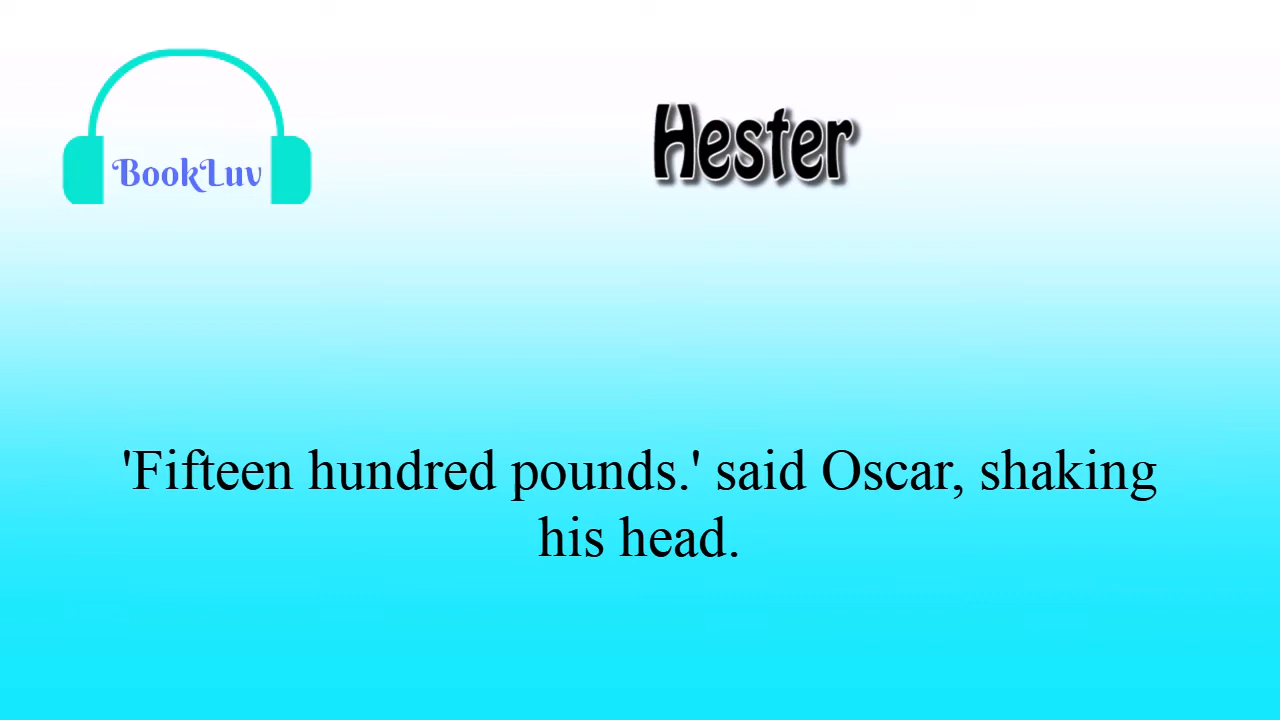 BookLuv
Hester
'Fifteen hundred pounds.' said Oscar, shaking
his head.